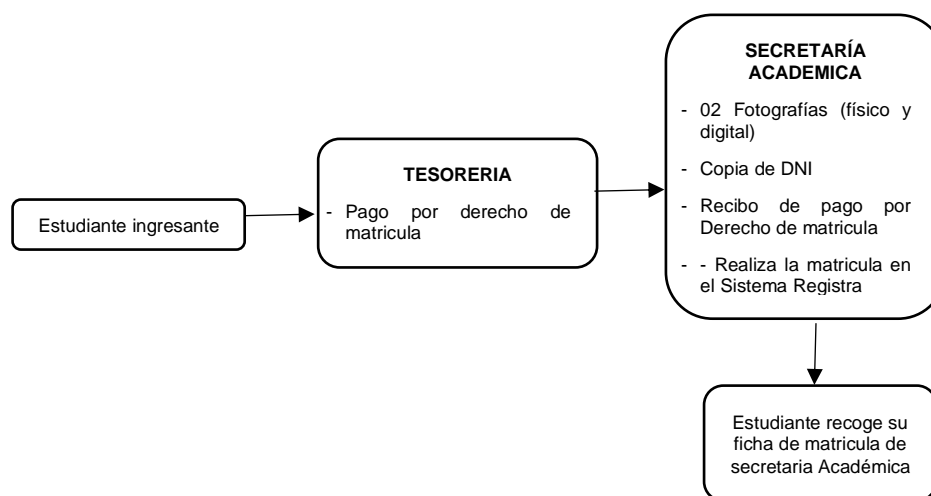 Estudiante ingresante
TESORERIA
- Pago por derecho de
matricula
SECRETARÍA
ACADEMICA
- 02 Fotografías (físico y
digital)
- Copia de DNI
- Recibo de pago por
Derecho de matricula
- - Realiza la matricula en
el Sistema Registra
Estudiante recoge su
ficha de matricula de
secretaria Académica